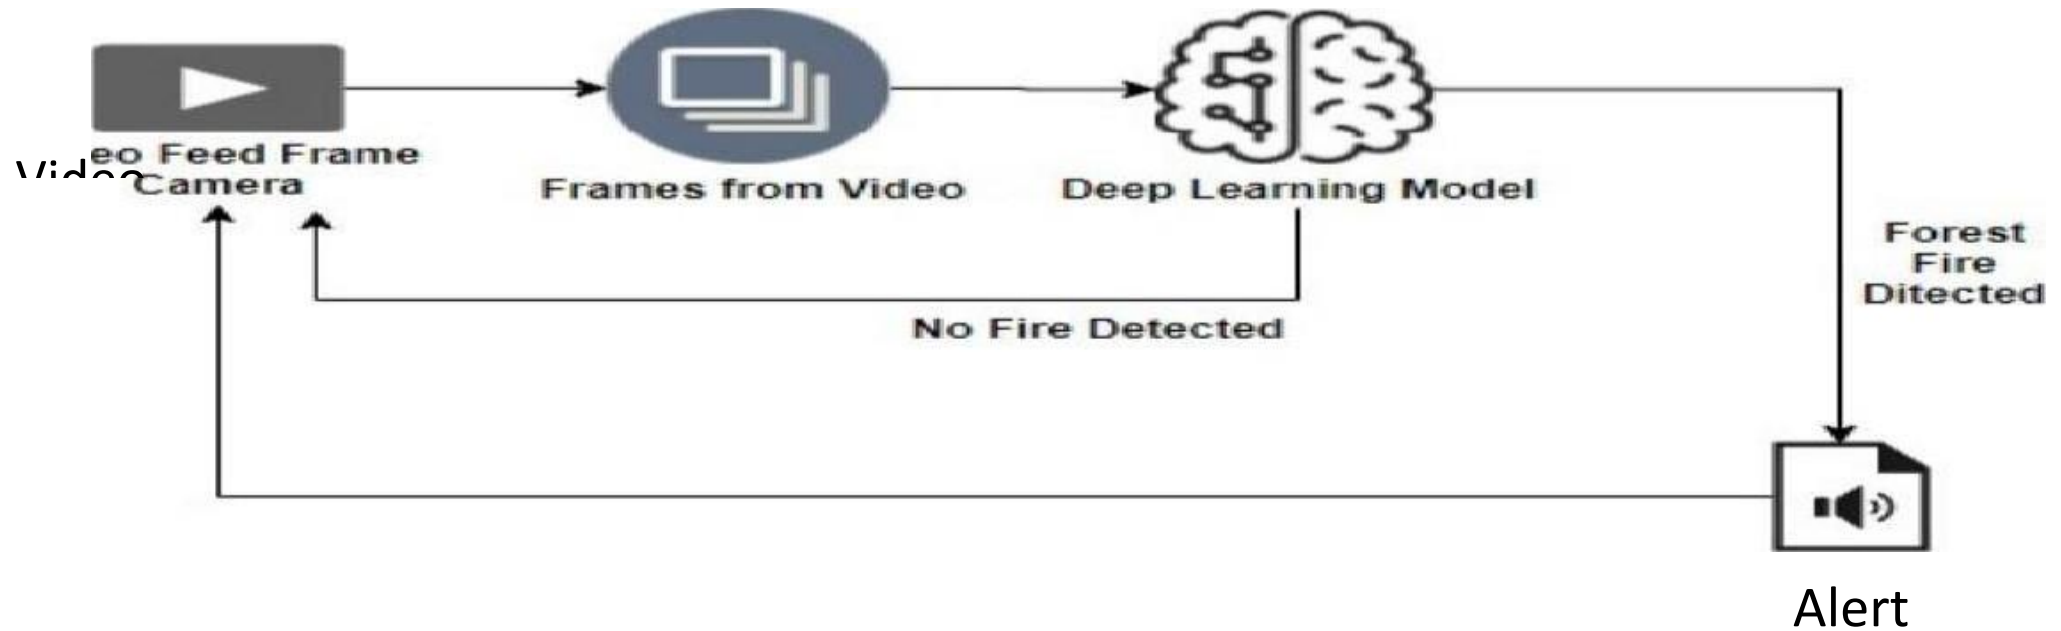 Video
eo Feed Frame
Camera
Frames from Video
Deep Learning Model
Forest
Fire
Ditected
No Fire Detected
Alert